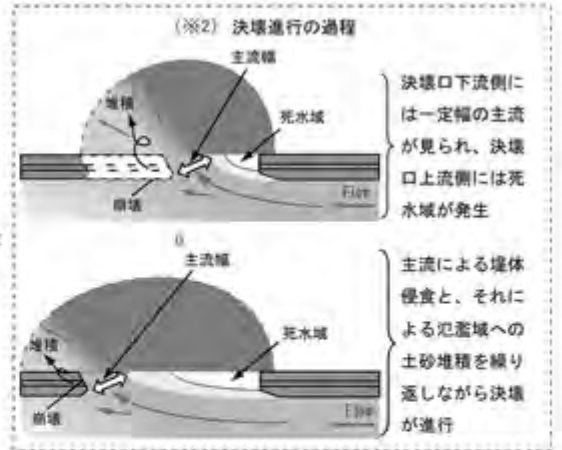 (※2) 決壊進行の過程
主流幅
堆積
死水域
崩壊
Flow
決壊口下流側に
は一定幅の主流
が見られ、決壊
口上流側には死
水域が発生
主流幅
堆積
死水域
崩壊
Flow
主流による堤体
侵食と、それに
よる氾濫域への
土砂堆積を繰り
返しながら決壊
が進行